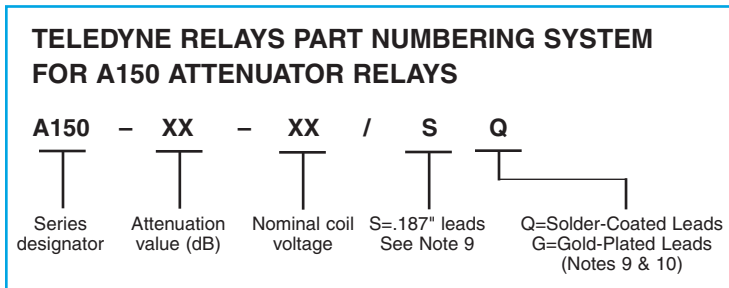 TELEDYNE RELAYS PART NUMBERING SYSTEM
FOR A150 ATTENUATOR RELAYS
A150 – XX – XX / S Q
Series designator
Attenuation value (dB)
Nominal coil voltage
S=.187" leads
See Note 9
Q=Solder-Coated Leads
G=Gold-Plated Leads
(Notes 9 & 10)